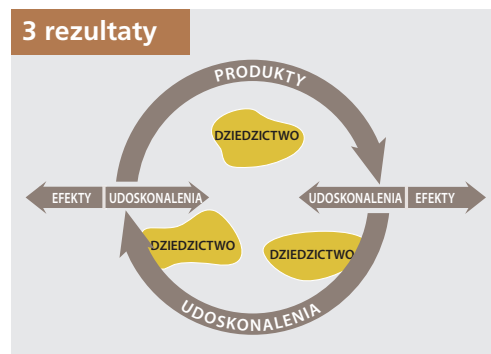 3 rezultaty
PRODUKTY
DZIEDZICTWO
EFEKTY UDOSKONALENIA
UDOSKONALENIA EFEKTY
DZIEDZICTWO
DZIEDZICTWO
UDOSKONALENIA